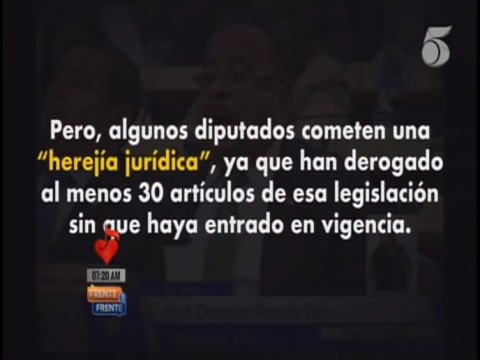 5
Pero, algunos diputados cometen una
“herejía jurídica”, ya que han derogado
al menos 30 artículos de esa legislación
sin que haya entrado en vigencia.
07:20 AM
FRENTE
FRENTE